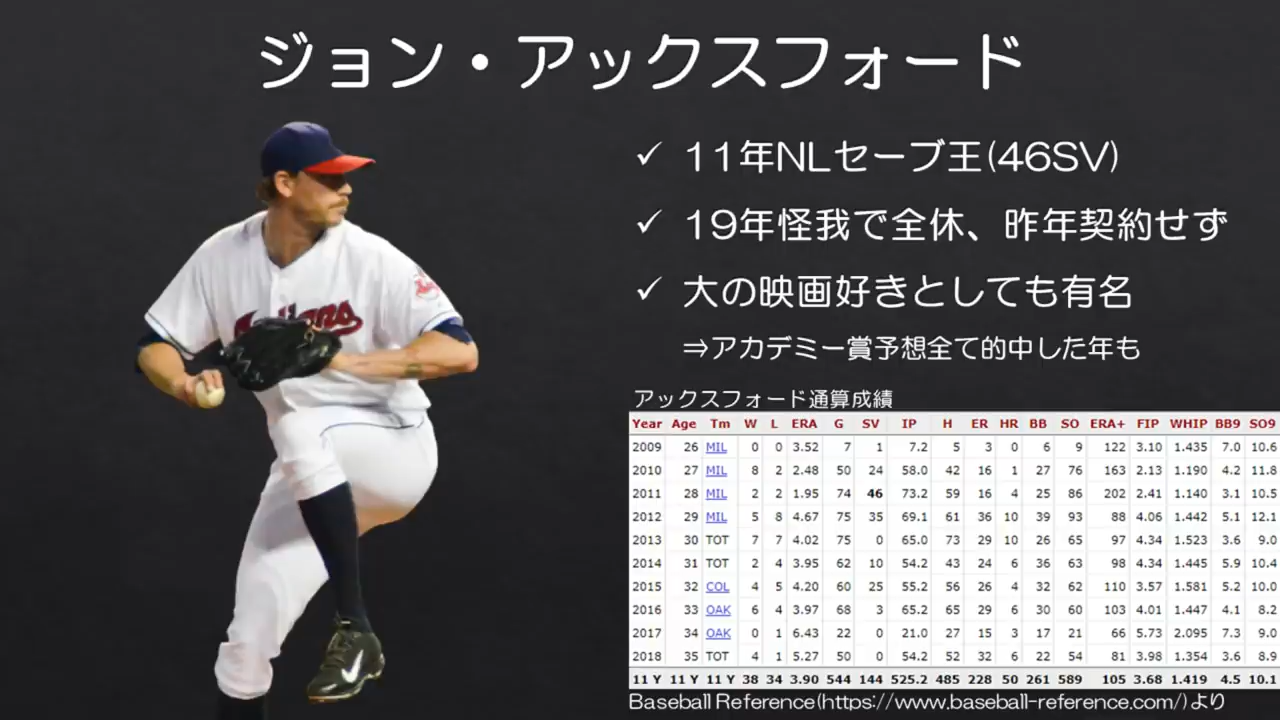 ジョン・アックスフォード
✓ 11年NLセーブ王(46SV)
✓ 19年怪我で全休、昨年契約せず
✓ 大の映画好きとしても有名
⇒アカデミー賞予想全て的中した年も
アックスフォード通算成績
Year Age Tm W L ERA G SV IP H ER HR BB SO ERA+ FIP WHIP BB9 SO9
2009 26 MIL 0 0 3.52 7 1 7.2 5 3 0 6 9 122 3.10 1.435 7.0 10.6
2010 27 MIL 8 2 2.48 50 24 58.0 42 16 1 27 76 163 2.13 1.190 4.2 11.8
2011 28 MIL 2 2 1.95 74 46 73.2 59 16 4 25 86 202 2.41 1.140 3.1 10.5
2012 29 MIL 5 8 4.67 75 35 69.1 61 36 10 39 93 88 4.06 1.442 5.1 12.1
2013 30 TOT 7 7 4.02 75 0 65.0 73 29 10 26 65 97 4.34 1.523 3.6 9.0
2014 31 TOT 2 4 3.95 62 10 54.2 43 24 6 36 63 98 4.34 1.445 5.9 10.4
2015 32 COL 4 5 4.20 60 25 55.2 56 26 4 32 62 110 3.57 1.581 5.2 10.0
2016 33 OAK 6 4 3.97 68 3 65.2 65 29 6 30 60 103 4.01 1.447 4.1 8.2
2017 34 OAK 0 1 6.43 22 0 21.0 27 15 3 17 21 66 5.73 2.095 7.3 9.0
2018 35 TOT 4 1 5.27 50 0 54.2 52 32 6 22 54 81 3.98 1.354 3.6 8.9
11 Y 11 Y 11 Y 38 34 3.90 544 144 525.2 485 228 50 261 589 105 3.68 1.419 4.5 10.1
Baseball Reference(https://www.baseball-reference.com/)より